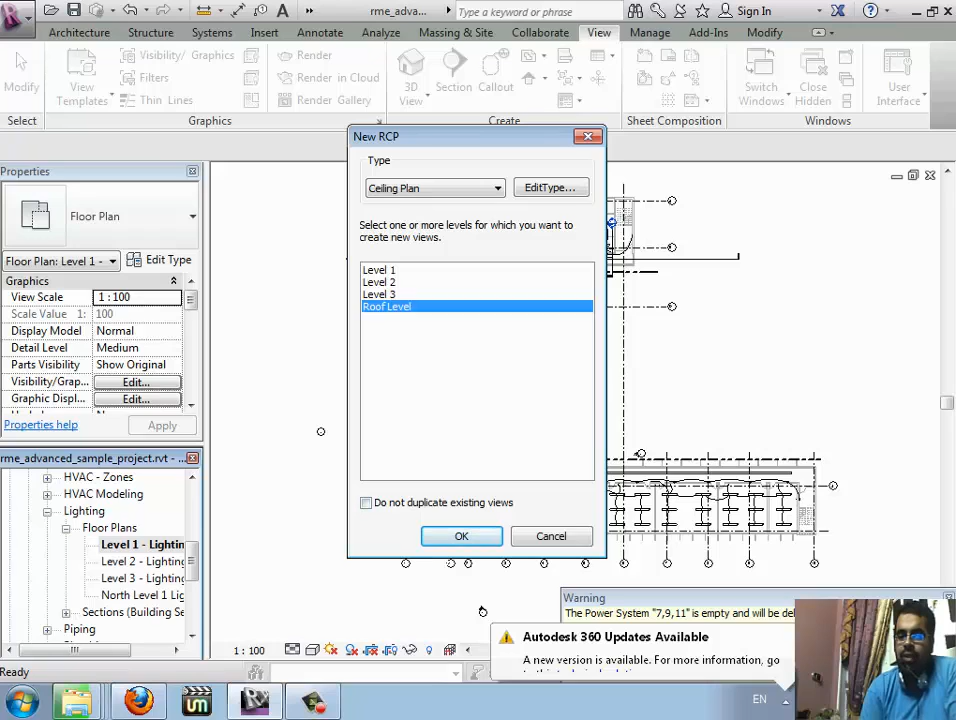 rme_adva...
Type a keyword or phrase
Sign In
Architecture Structure Systems Insert Annotate Analyze Massing & Site Collaborate View Manage Add-Ins Modify
Modify
View Templates
Visibility/ Graphics
Filters
Thin Lines
Render
Render in Cloud
Render Gallery
3D View
Section
Callout
Switch Windows
Close Hidden
User Interface
Select Graphics Create Sheet Composition Windows
New RCP
Type
Ceiling Plan
EditType...
Select one or more levels for which you want to
create new views.
Level 1
Level 2
Level 3
Roof Level
Do not duplicate existing views
OK
Cancel
Properties
Floor Plan
Floor Plan: Level 1 -
Edit Type
Graphics
View Scale 1 : 100
Scale Value 1: 100
Display Model Normal
Detail Level Medium
Parts Visibility Show Original
Visibility/Grap... Edit...
Graphic Displ... Edit...
Properties help
Apply
rme_advanced_sample_project.rvt - ...
HVAC - Zones
HVAC Modeling
Lighting
Floor Plans
Level 1 - Lightin
Level 2 - Lighting
Level 3 - Lighting
North Level 1 Lig
Sections (Building Se
Piping
1 : 100
Ready
Warning
The Power System "7,9,11" is empty and will be del
Autodesk 360 Updates Available
A new version is available. For more information, go
EN
um